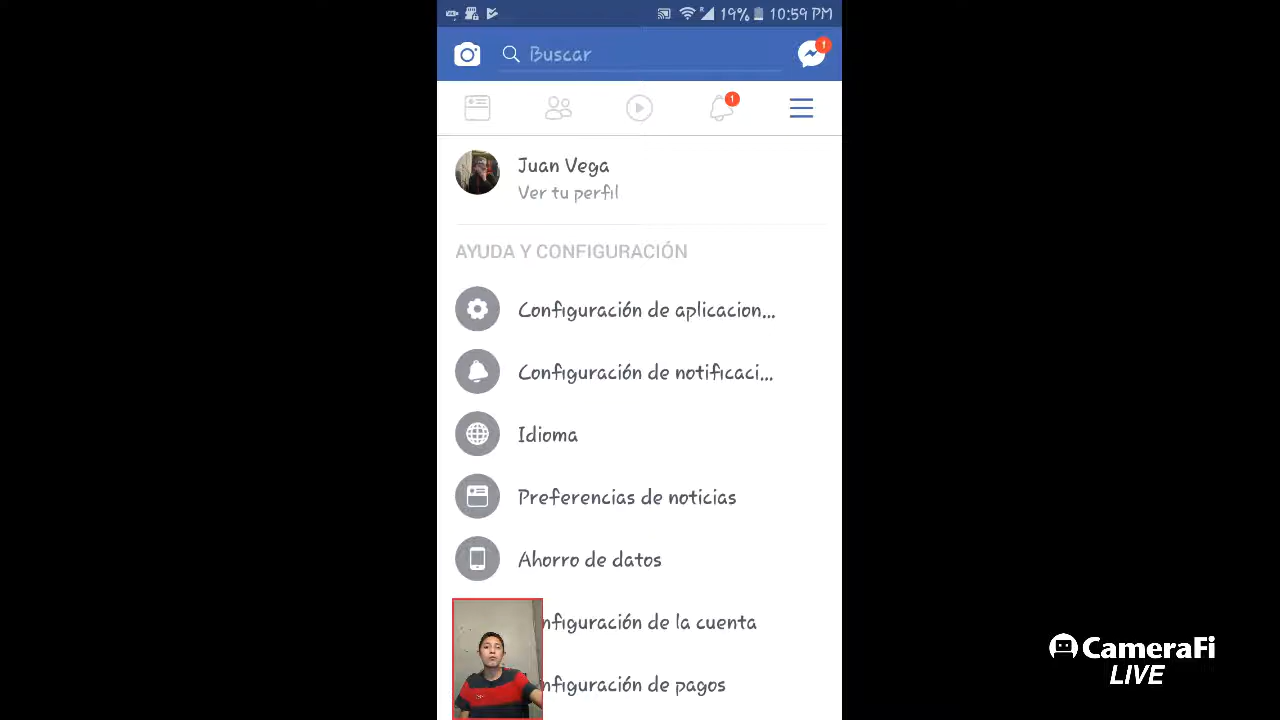 19% 10:59 PM
Buscar
1
1
Juan Vega
Ver tu perfil
AYUDA Y CONFIGURACIÓN
Configuración de aplicacion...
Configuración de notificaci...
Idioma
Preferencias de noticias
Ahorro de datos
nfiguración de la cuenta
nfiguración de pagos
CameraFi
LIVE